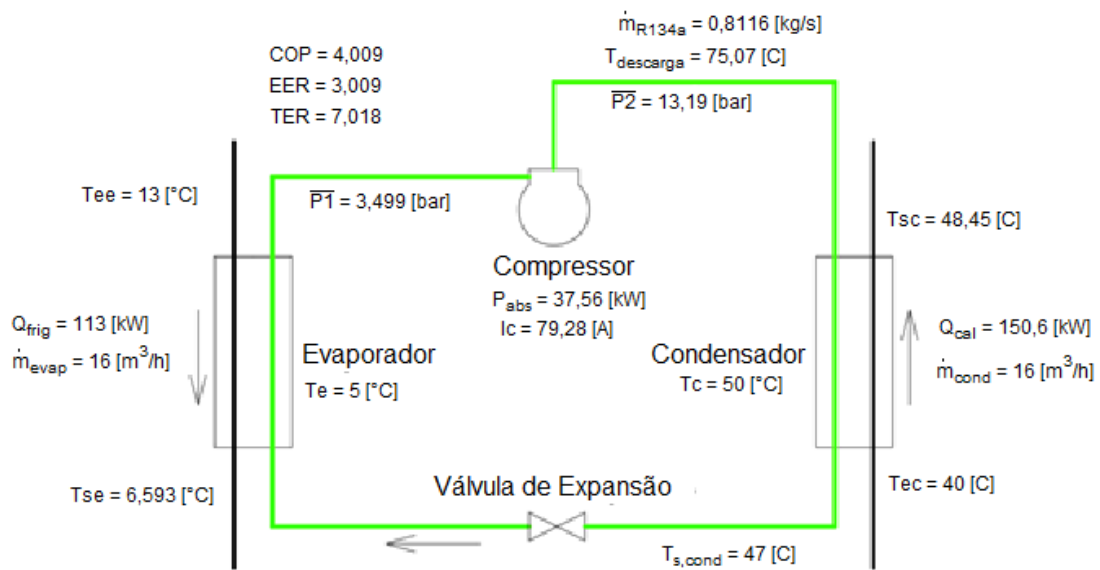 ṁR134a = 0,8116 [kg/s]
COP = 4,009
Tdescarga = 75,07 [C]
EER = 3,009
P2 = 13,19 [bar]
TER = 7,018
Tee = 13 [°C]
P1 = 3,499 [bar]
Tsc = 48,45 [C]
Compressor
Pabs = 37,56 [kW]
Ic = 79,28 [A]
Qfrig = 113 [kW]
ṁevap = 16 [m³/h]
Evaporador
Te = 5 [°C]
Condensador
Tc = 50 [°C]
Qcal = 150,6 [kW]
ṁcond = 16 [m³/h]
Tse = 6,593 [°C]
Válvula de Expansão
Tec = 40 [C]
Ts,cond = 47 [C]